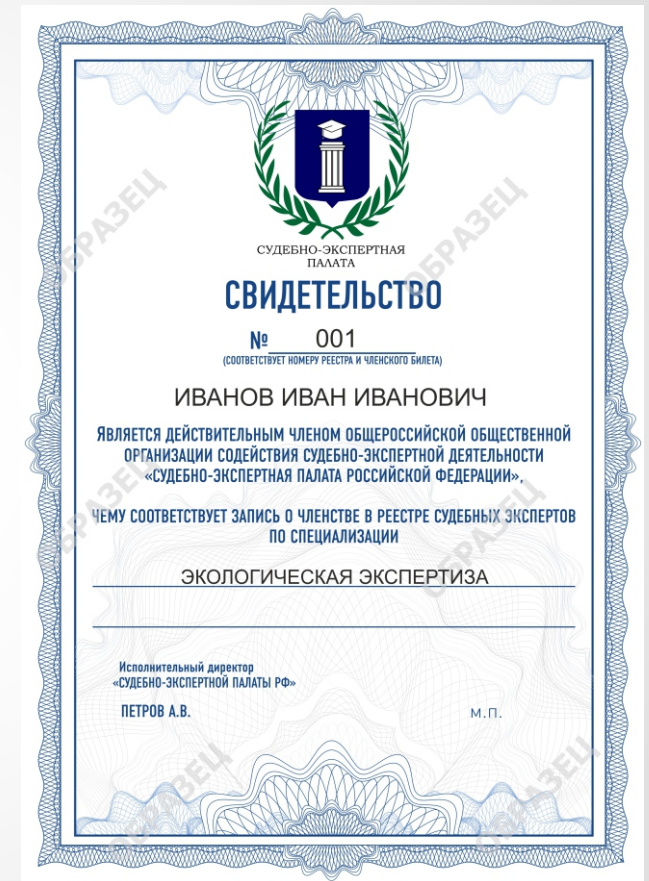 СУДЕБНО-ЭКСПЕРТНАЯ
ПАЛАТА
СВИДЕТЕЛЬСТВО
№ 001
(СООТВЕТСТВУЕТ НОМЕРУ РЕЕСТРА И ЧЛЕНСКОГО БИЛЕТА)
ИВАНОВ ИВАН ИВАНОВИЧ
ЯВЛЯЕТСЯ ДЕЙСТВИТЕЛЬНЫМ ЧЛЕНОМ ОБЩЕРОССИЙСКОЙ ОБЩЕСТВЕННОЙ
ОРГАНИЗАЦИИ СОДЕЙСТВИЯ СУДЕБНО-ЭКСПЕРТНОЙ ДЕЯТЕЛЬНОСТИ
«СУДЕБНО-ЭКСПЕРТНАЯ ПАЛАТА РОССИЙСКОЙ ФЕДЕРАЦИИ»,
ЧЕМУ СООТВЕТСТВУЕТ ЗАПИСЬ О ЧЛЕНСТВЕ В РЕЕСТРЕ СУДЕБНЫХ ЭКСПЕРТОВ
ПО СПЕЦИАЛИЗАЦИИ
ЭКОЛОГИЧЕСКАЯ ЭКСПЕРТИЗА
Исполнительный директор
«СУДЕБНО-ЭКСПЕРТНОЙ ПАЛАТЫ РФ»
ПЕТРОВ А.В.
М.П.
ОБРАЗЕЦ
ОБРАЗЕЦ
ОБРАЗЕЦ
ОБРАЗЕЦ
ОБРАЗЕЦ
ОБРАЗЕЦ